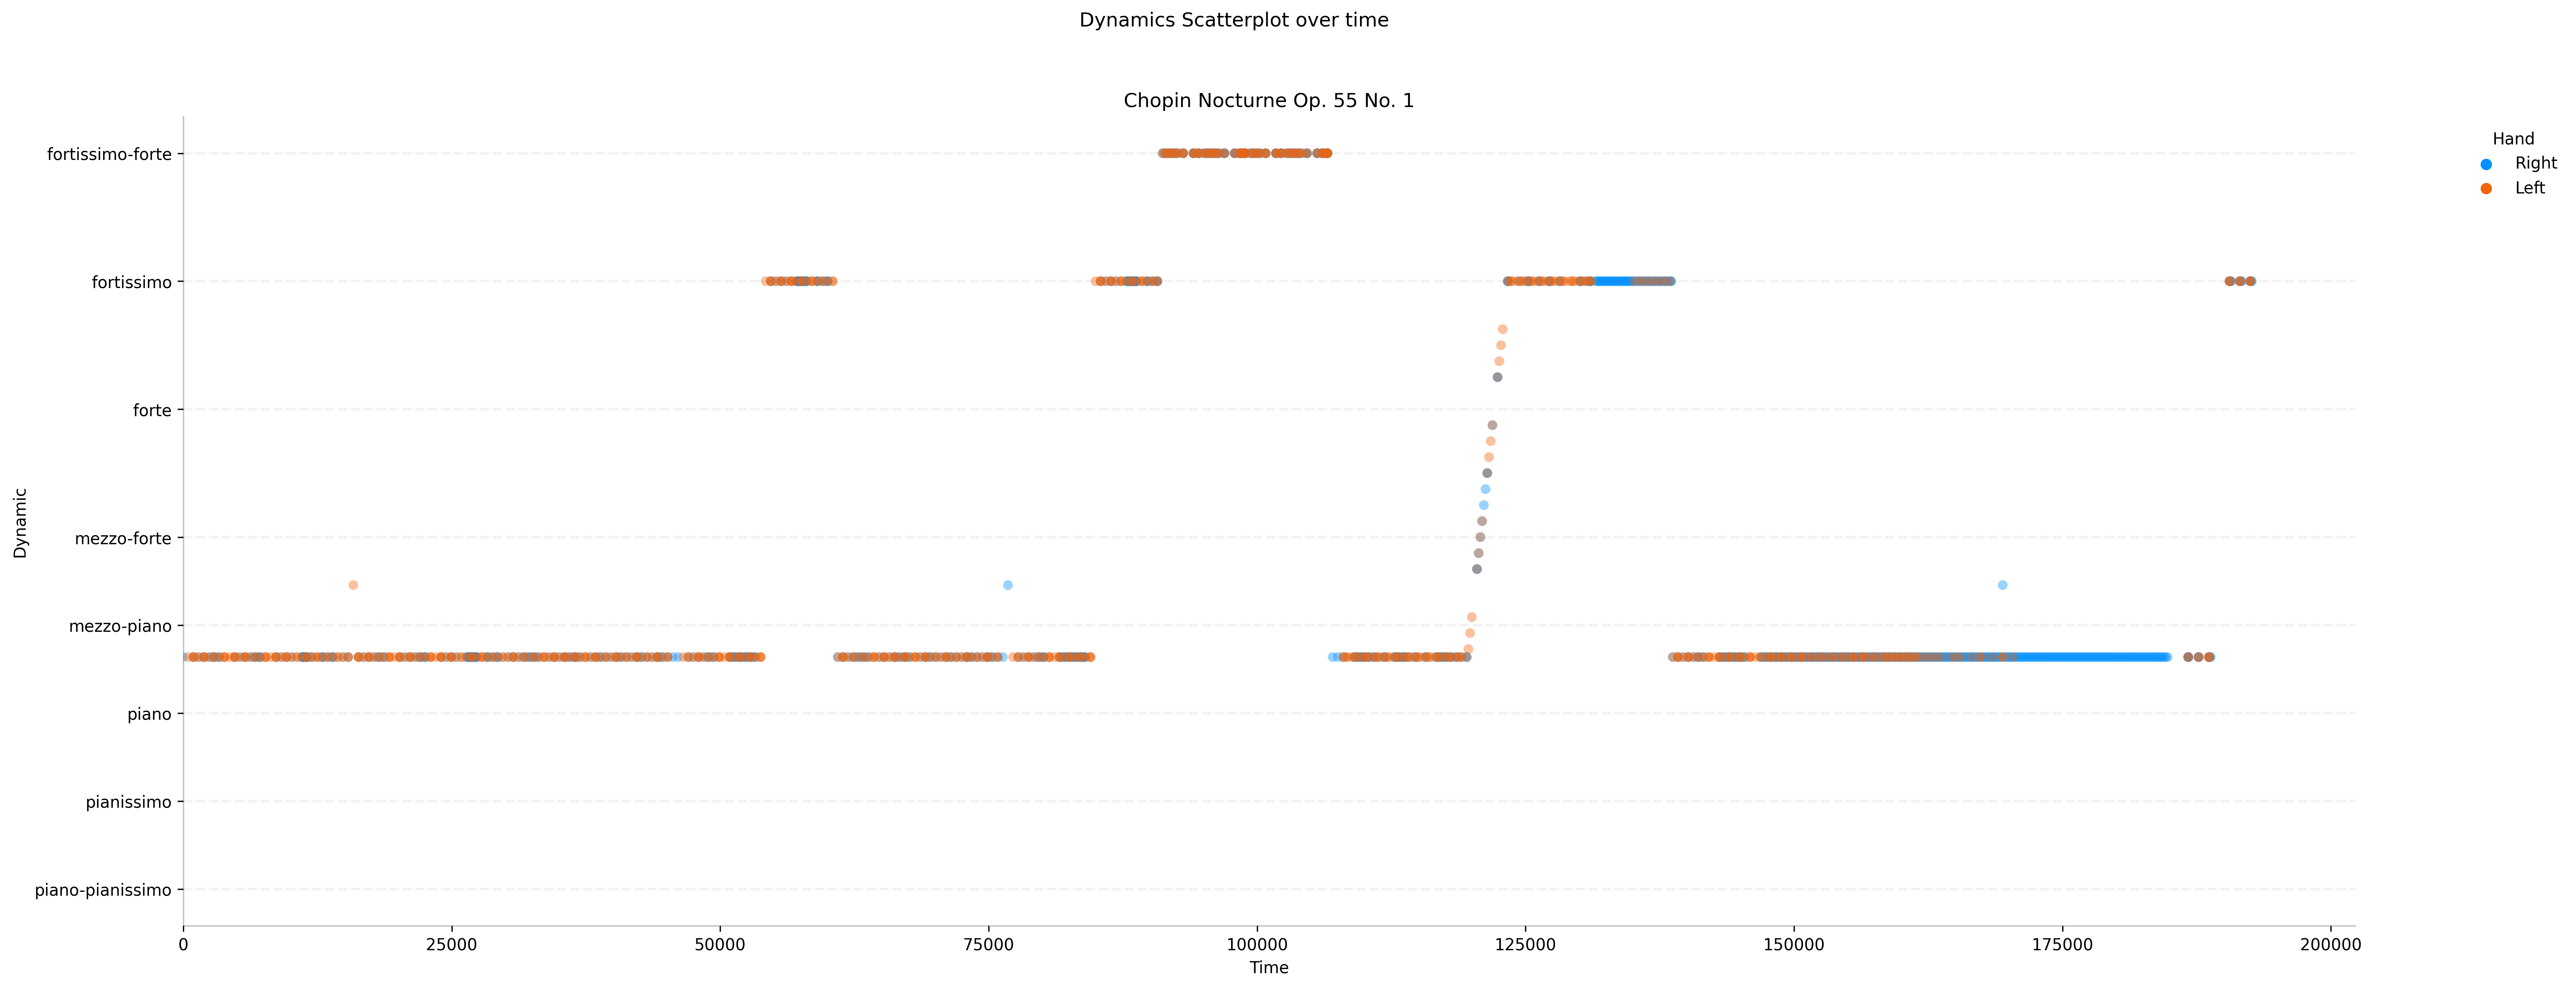 Dynamics Scatterplot over time
Chopin Nocturne Op. 55 No. 1
fortissimo-forte
fortissimo
forte
mezzo-forte
mezzo-piano
piano
pianissimo
piano-pianissimo
Dynamic
0 25000 50000 75000 100000 125000 150000 175000 200000
Time
Hand
Right
Left